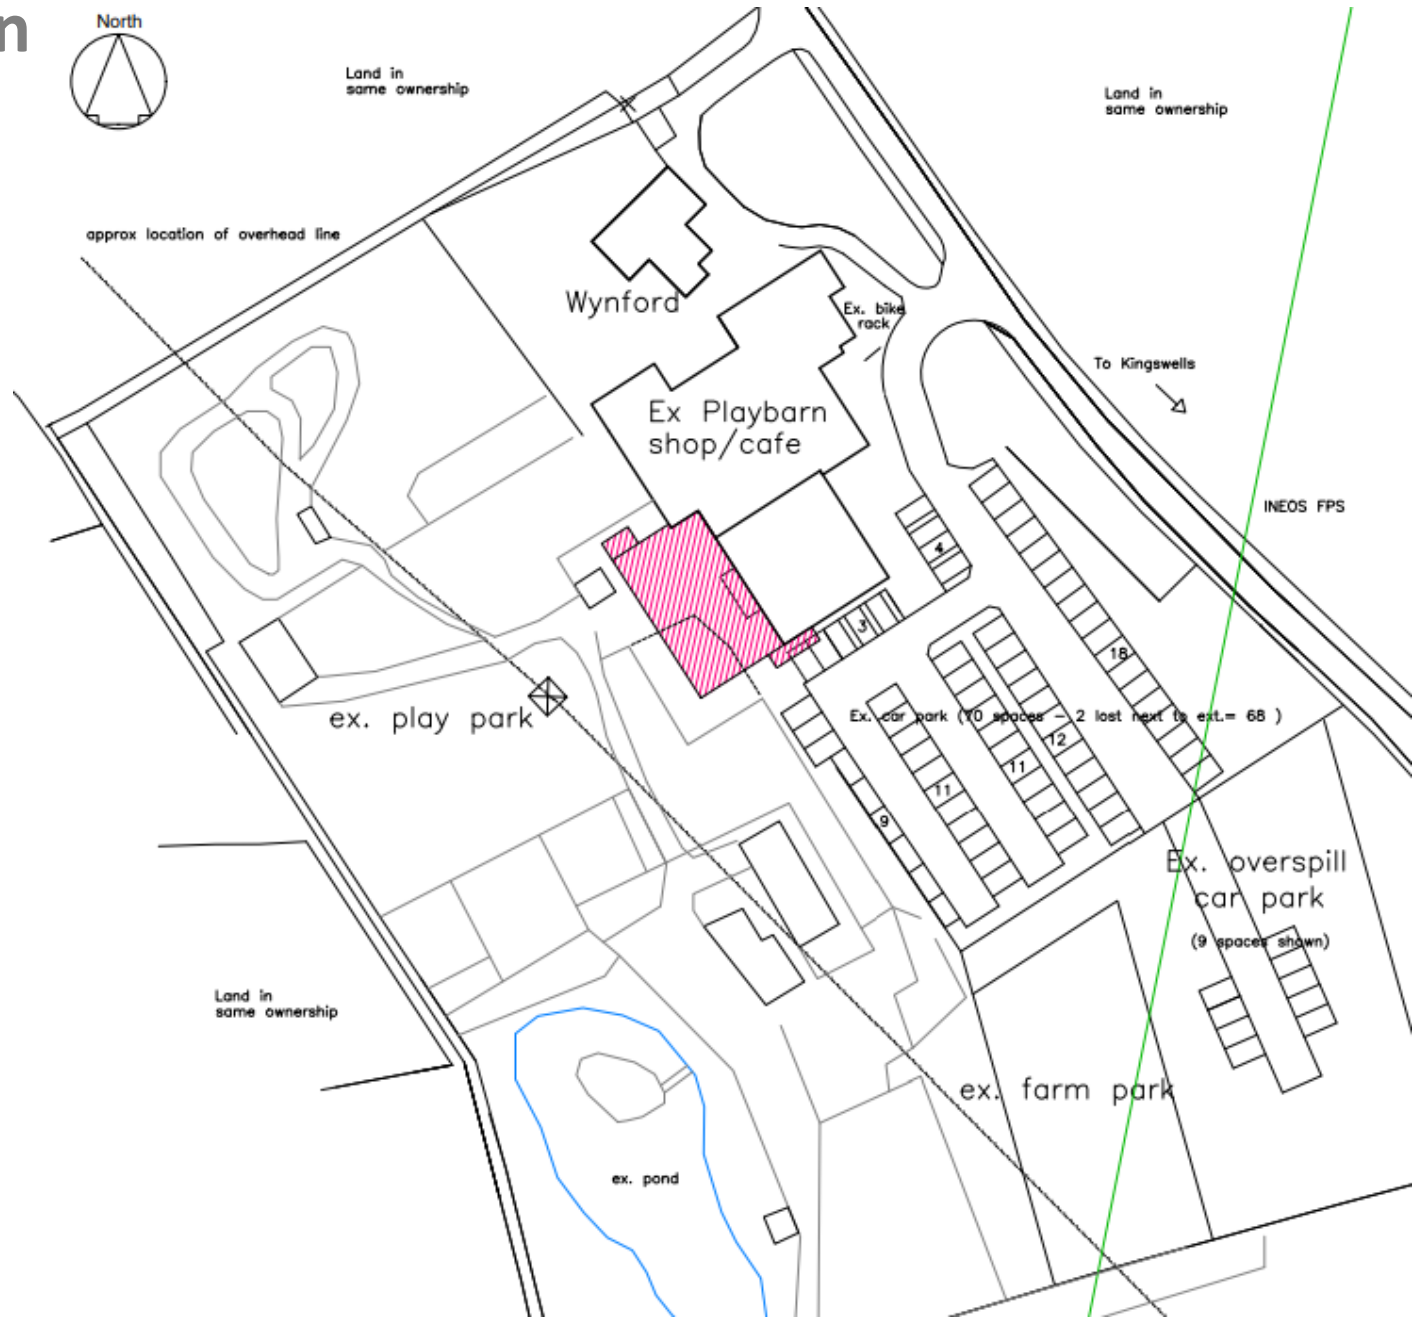 n
North
Land in
same ownership
Land in
same ownership
approx location of overhead line
Wynford
Ex. bike
rack
To Kingswells
Ex Playbarn
shop/cafe
INEOS FPS
4
3
18
ex. play park
Ex. car park (70 spaces - 2 lost next to ext.= 68 )
12
11
11
9
Ex. overspill
car park
(9 spaces shown)
Land in
same ownership
ex. farm park
ex. pond